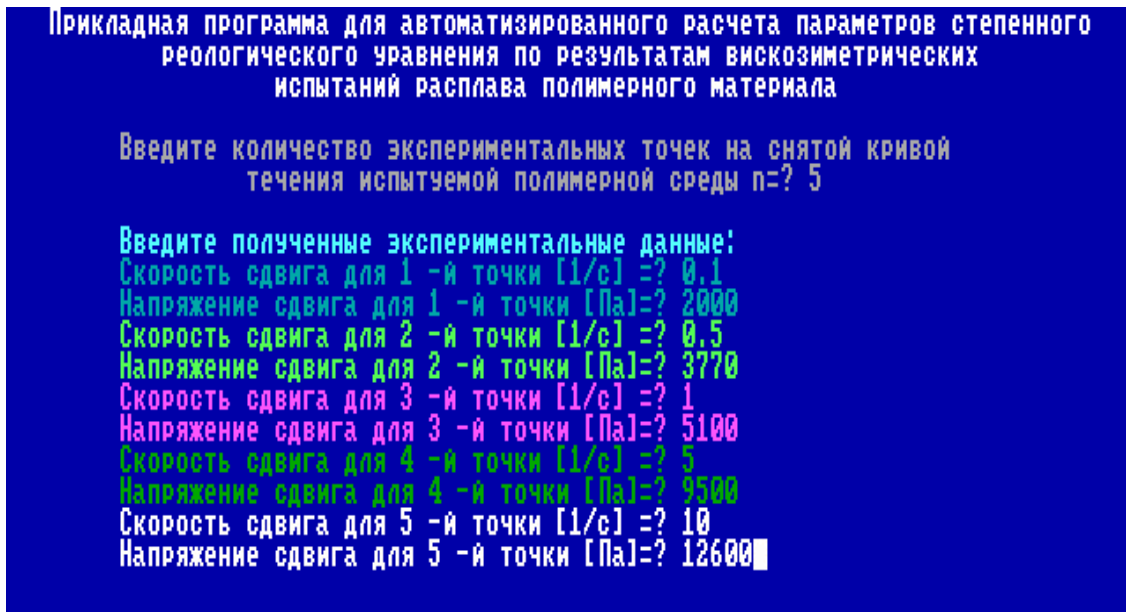 Прикладная программа для автоматизированного расчета параметров степенного
реологического уравнения по результатам вискозиметрических
испытаний расплава полимерного материала
Введите количество экспериментальных точек на снятой кривой
течения испытуемой полимерной среды n=? 5
Введите полученные экспериментальные данные:
Скорость сдвига для 1 -й точки [1/с] =? 0.1
Напряжение сдвига для 1 -й точки [Па]=? 2000
Скорость сдвига для 2 -й точки [1/с] =? 0.5
Напряжение сдвига для 2 -й точки [Па]=? 3770
Скорость сдвига для 3 -й точки [1/с] =? 1
Напряжение сдвига для 3 -й точки [Па]=? 5100
Скорость сдвига для 4 -й точки [1/с] =? 5
Напряжение сдвига для 4 -й точки [Па]=? 9500
Скорость сдвига для 5 -й точки [1/с] =? 10
Напряжение сдвига для 5 -й точки [Па]=? 12600